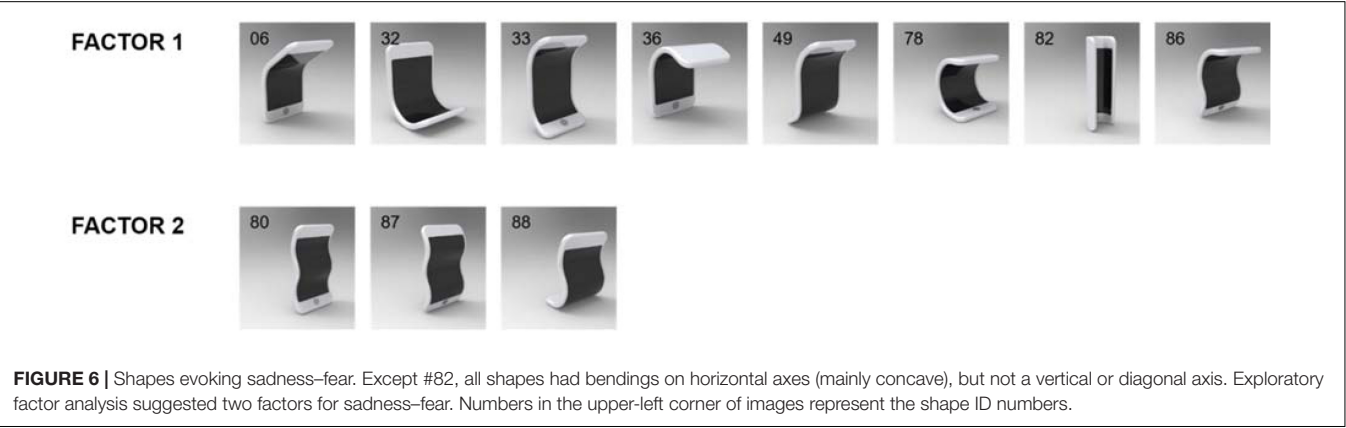 FACTOR 1
06 32 33 36 49 78 82 86
FACTOR 2
80 87 88
FIGURE 6 | Shapes evoking sadness–fear. Except #82, all shapes had bendings on horizontal axes (mainly concave), but not a vertical or diagonal axis. Exploratory
factor analysis suggested two factors for sadness–fear. Numbers in the upper-left corner of images represent the shape ID numbers.